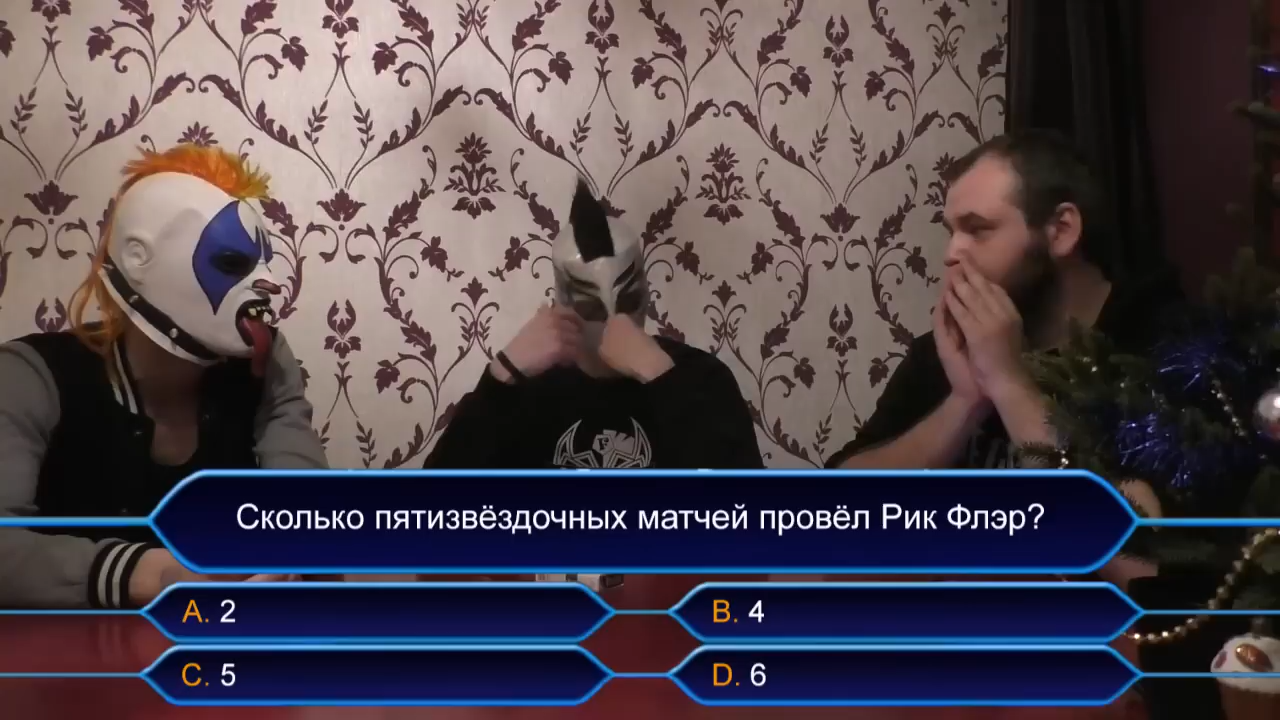 Сколько пятизвёздочных матчей провёл Рик Флэр?
A. 2
B. 4
C. 5
D. 6